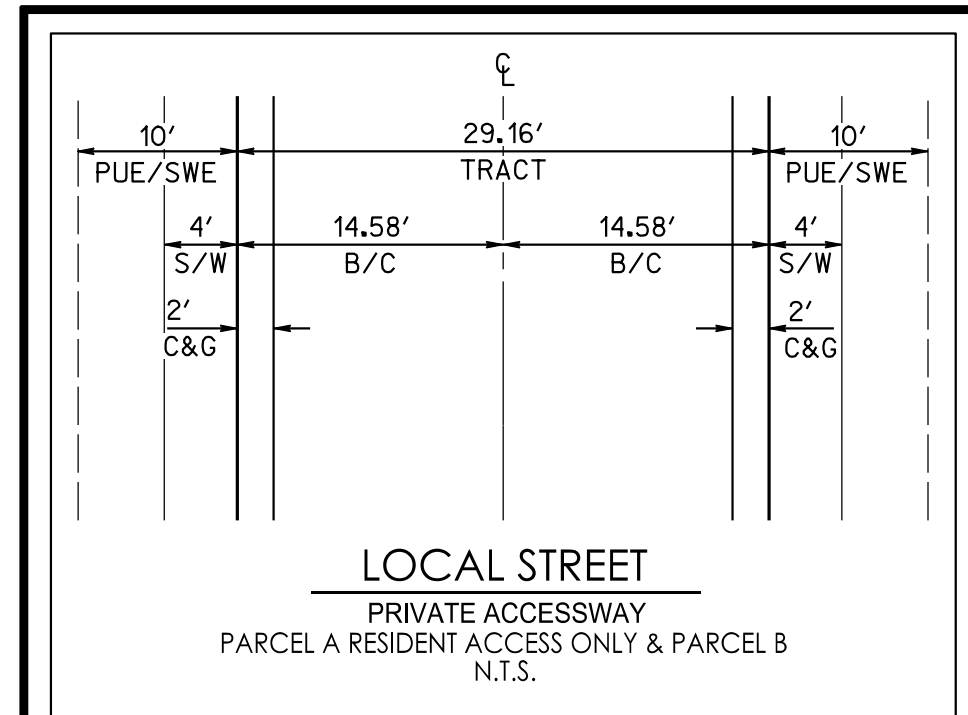 ℄
10′ 29.16′ 10′
PUE/SWE TRACT PUE/SWE
4′ 14.58′ 14.58′ 4′
S/W B/C B/C S/W
2′ 2′
C&G C&G
LOCAL STREET
PRIVATE ACCESSWAY
PARCEL A RESIDENT ACCESS ONLY & PARCEL B
N.T.S.